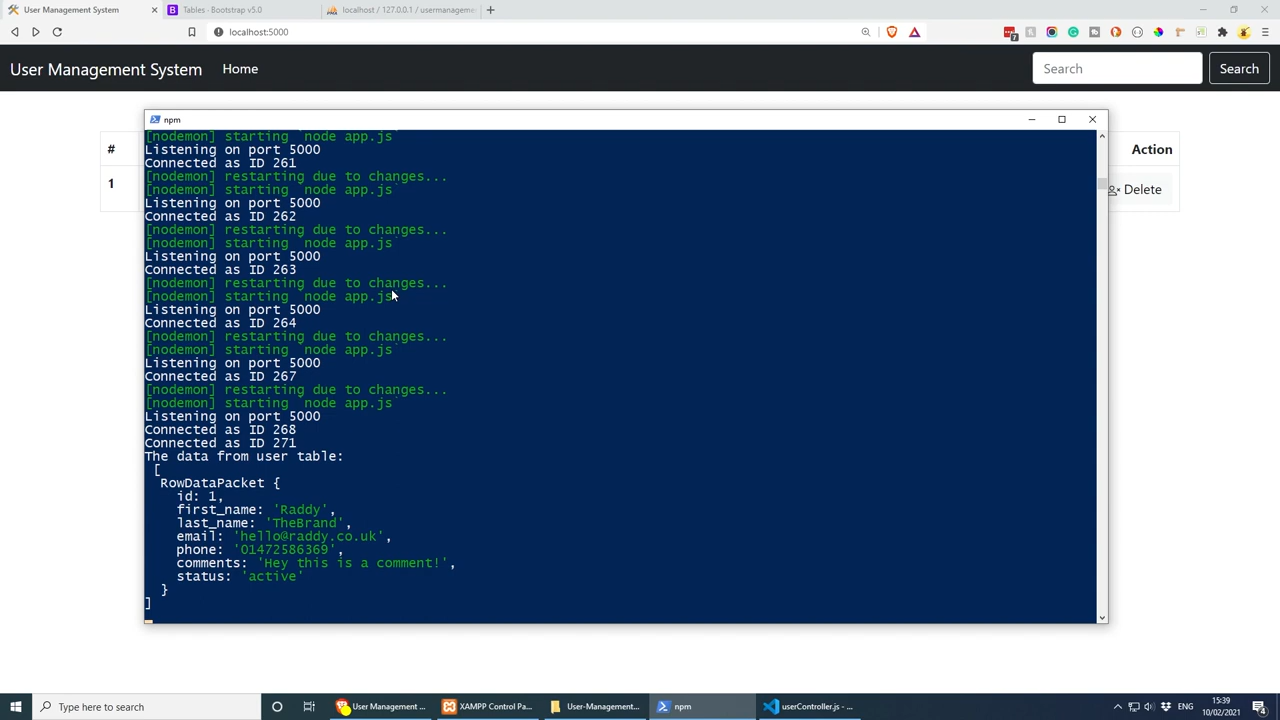 User Management System
Tables - Bootstrap v5.0
localhost / 127.0.0.1 / usermanageme
localhost:5000
7
User Management System
Home
Search
Search
npm
#
Action
1
Delete
[nodemon] starting `node app.js`
Listening on port 5000
Connected as ID 261
[nodemon] restarting due to changes...
[nodemon] starting `node app.js`
Listening on port 5000
Connected as ID 262
[nodemon] restarting due to changes...
[nodemon] starting `node app.js`
Listening on port 5000
Connected as ID 263
[nodemon] restarting due to changes...
[nodemon] starting `node app.js`
Listening on port 5000
Connected as ID 264
[nodemon] restarting due to changes...
[nodemon] starting `node app.js`
Listening on port 5000
Connected as ID 267
[nodemon] restarting due to changes...
[nodemon] starting `node app.js`
Listening on port 5000
Connected as ID 268
Connected as ID 271
The data from user table:
[
RowDataPacket {
id: 1,
first_name: 'Raddy',
last_name: 'TheBrand',
email: 'hello@raddy.co.uk',
phone: '01472586369',
comments: 'Hey this is a comment!',
status: 'active'
}
]
Type here to search
User Management ...
XAMPP Control Pa...
User-Management...
npm
userController.js - ...
ENG
15:39
10/02/2021
4